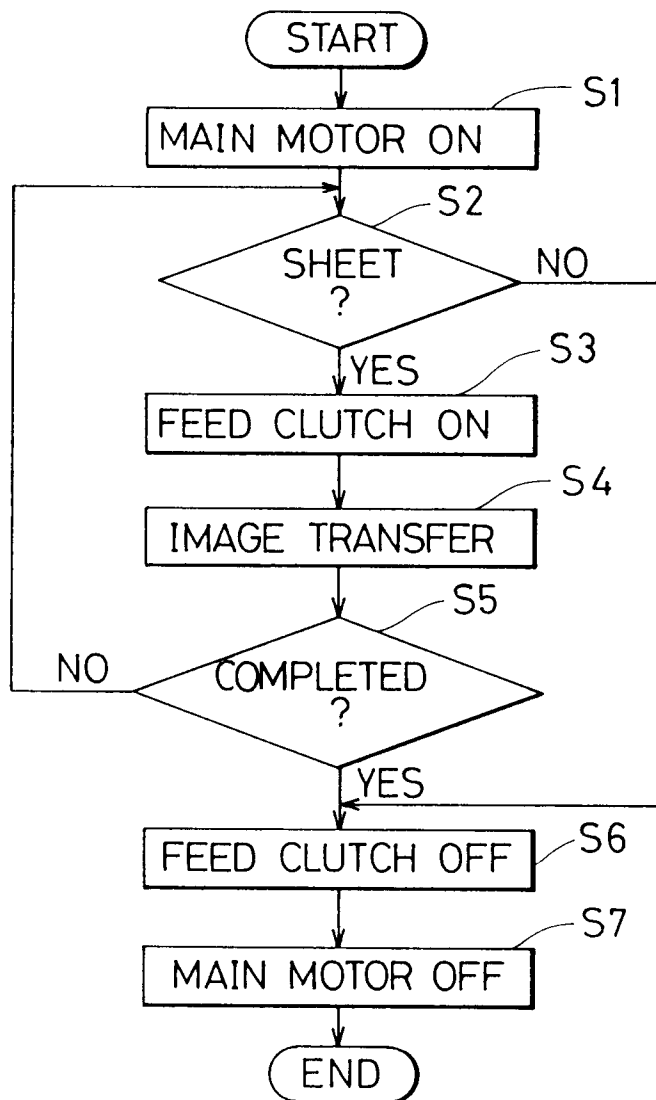 START
S1
MAIN MOTOR ON
S2
SHEET
?
NO
YES
S3
FEED CLUTCH ON
S4
IMAGE TRANSFER
S5
NO
COMPLETED
?
YES
S6
FEED CLUTCH OFF
S7
MAIN MOTOR OFF
END